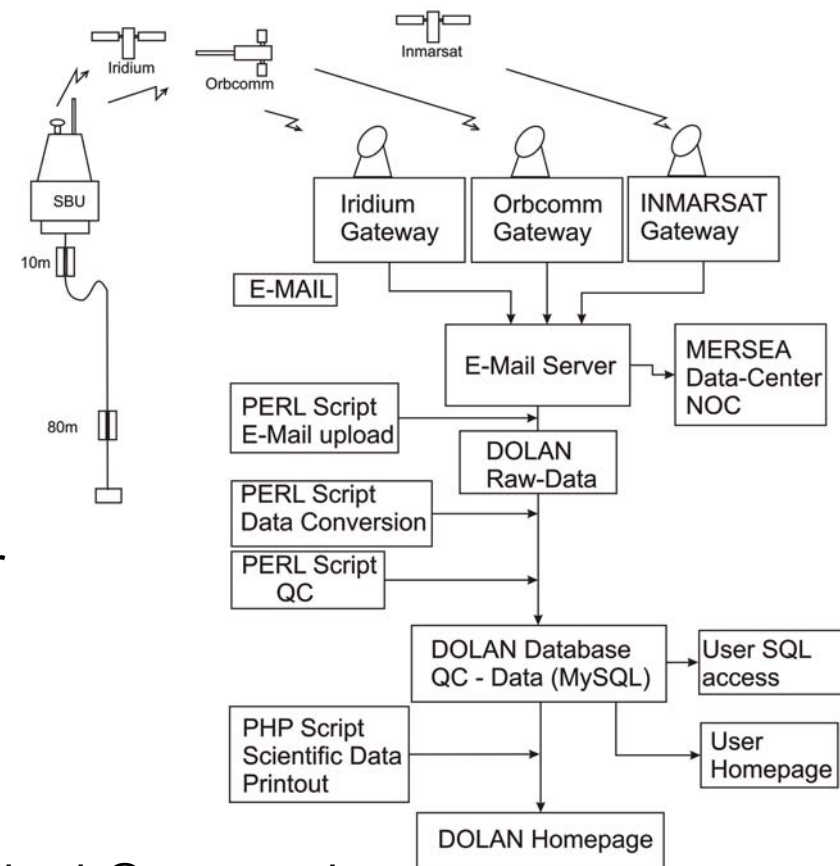 Iridium
Orbcomm
Inmarsat
SBU
10m
80m
Iridium
Gateway
Orbcomm
Gateway
INMARSAT
Gateway
E-MAIL
E-Mail Server
MERSEA
Data-Center
NOC
PERL Script
E-Mail upload
DOLAN
Raw-Data
PERL Script
Data Conversion
PERL Script
QC
DOLAN Database
QC - Data (MySQL)
User SQL
access
PHP Script
Scientific Data
Printout
User
Homepage
DOLAN Homepage